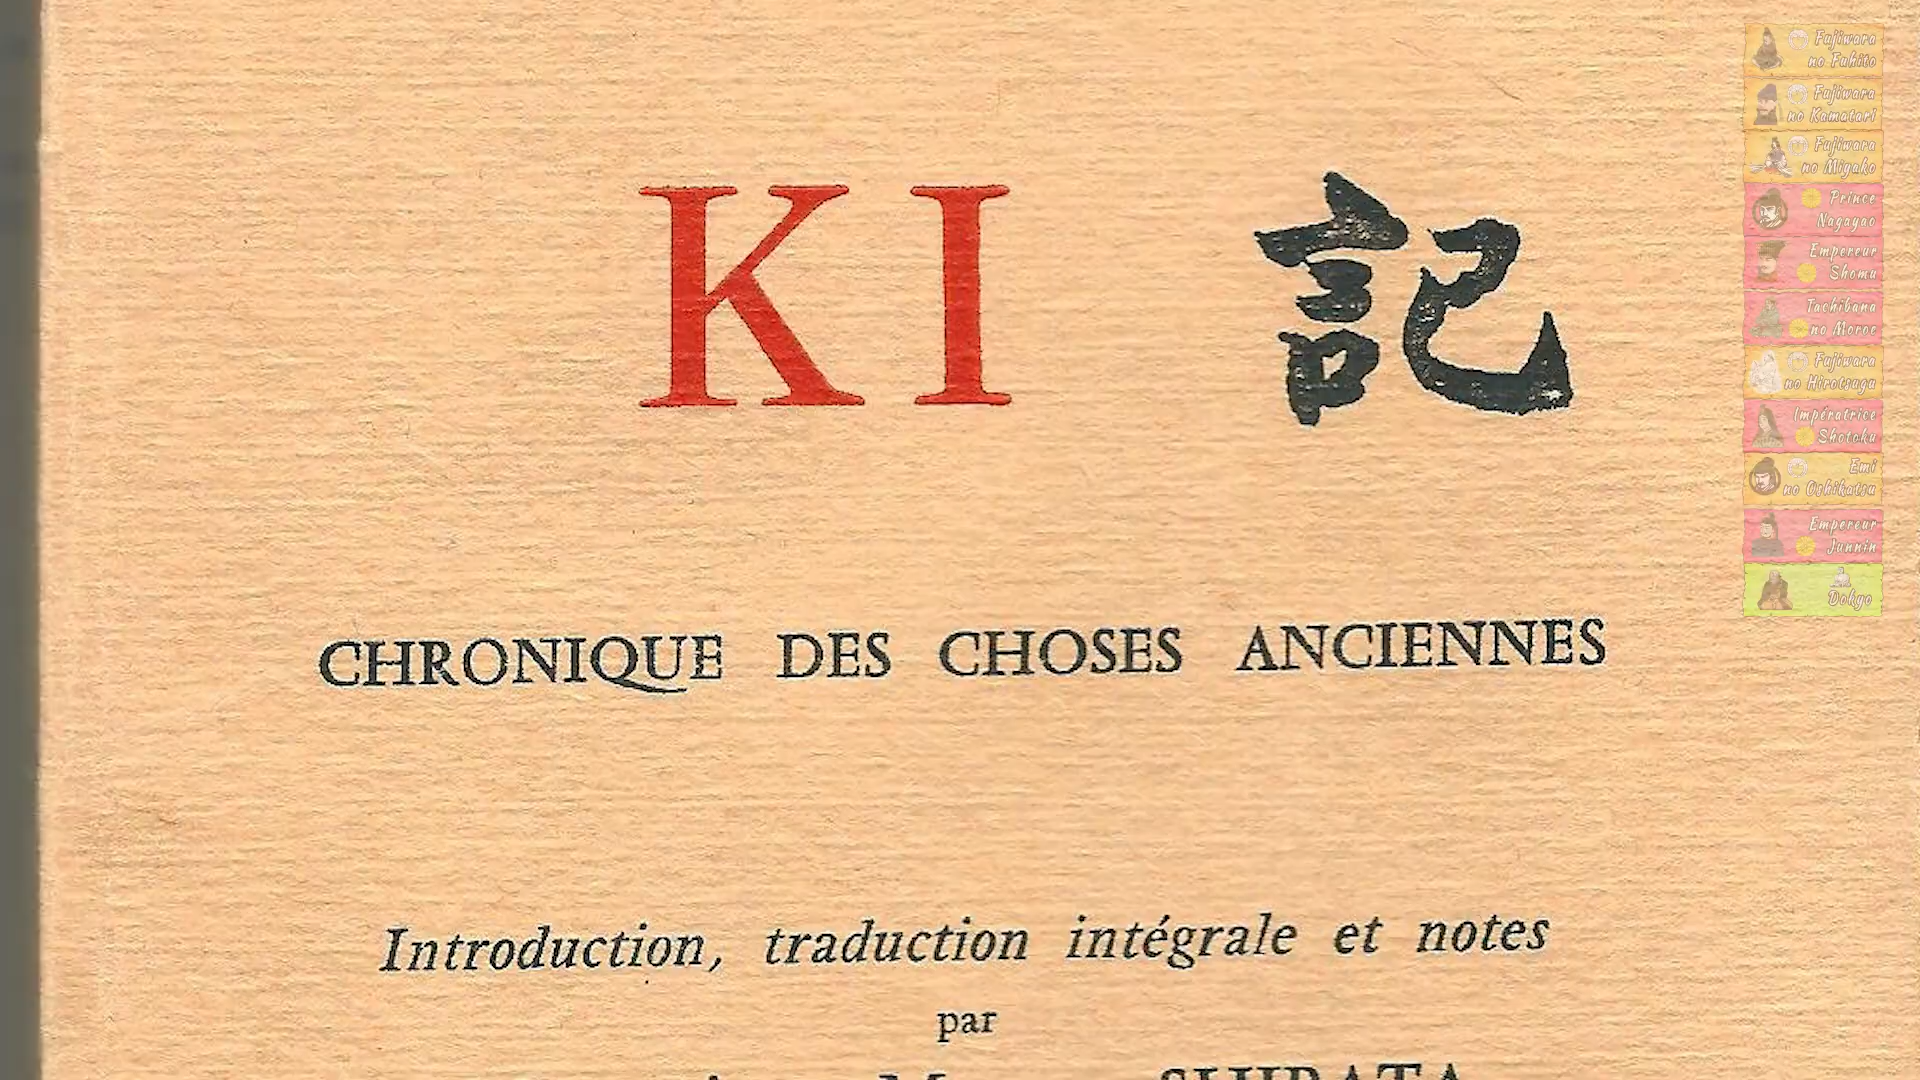 KI 記
CHRONIQUE DES CHOSES ANCIENNES
Introduction, traduction intégrale et notes
par
SHIBATA
Fujiwara
no Fuhito
Fujiwara
no Kamatari
Fujiwara
no Miyako
Prince
Nagayao
Empereur
Shomu
Tachibana
no Moroe
Fujiwara
no Hirotsugu
Impératrice
Shotoku
Emi
no Oshikatsu
Empereur
Junnin
Dokyo